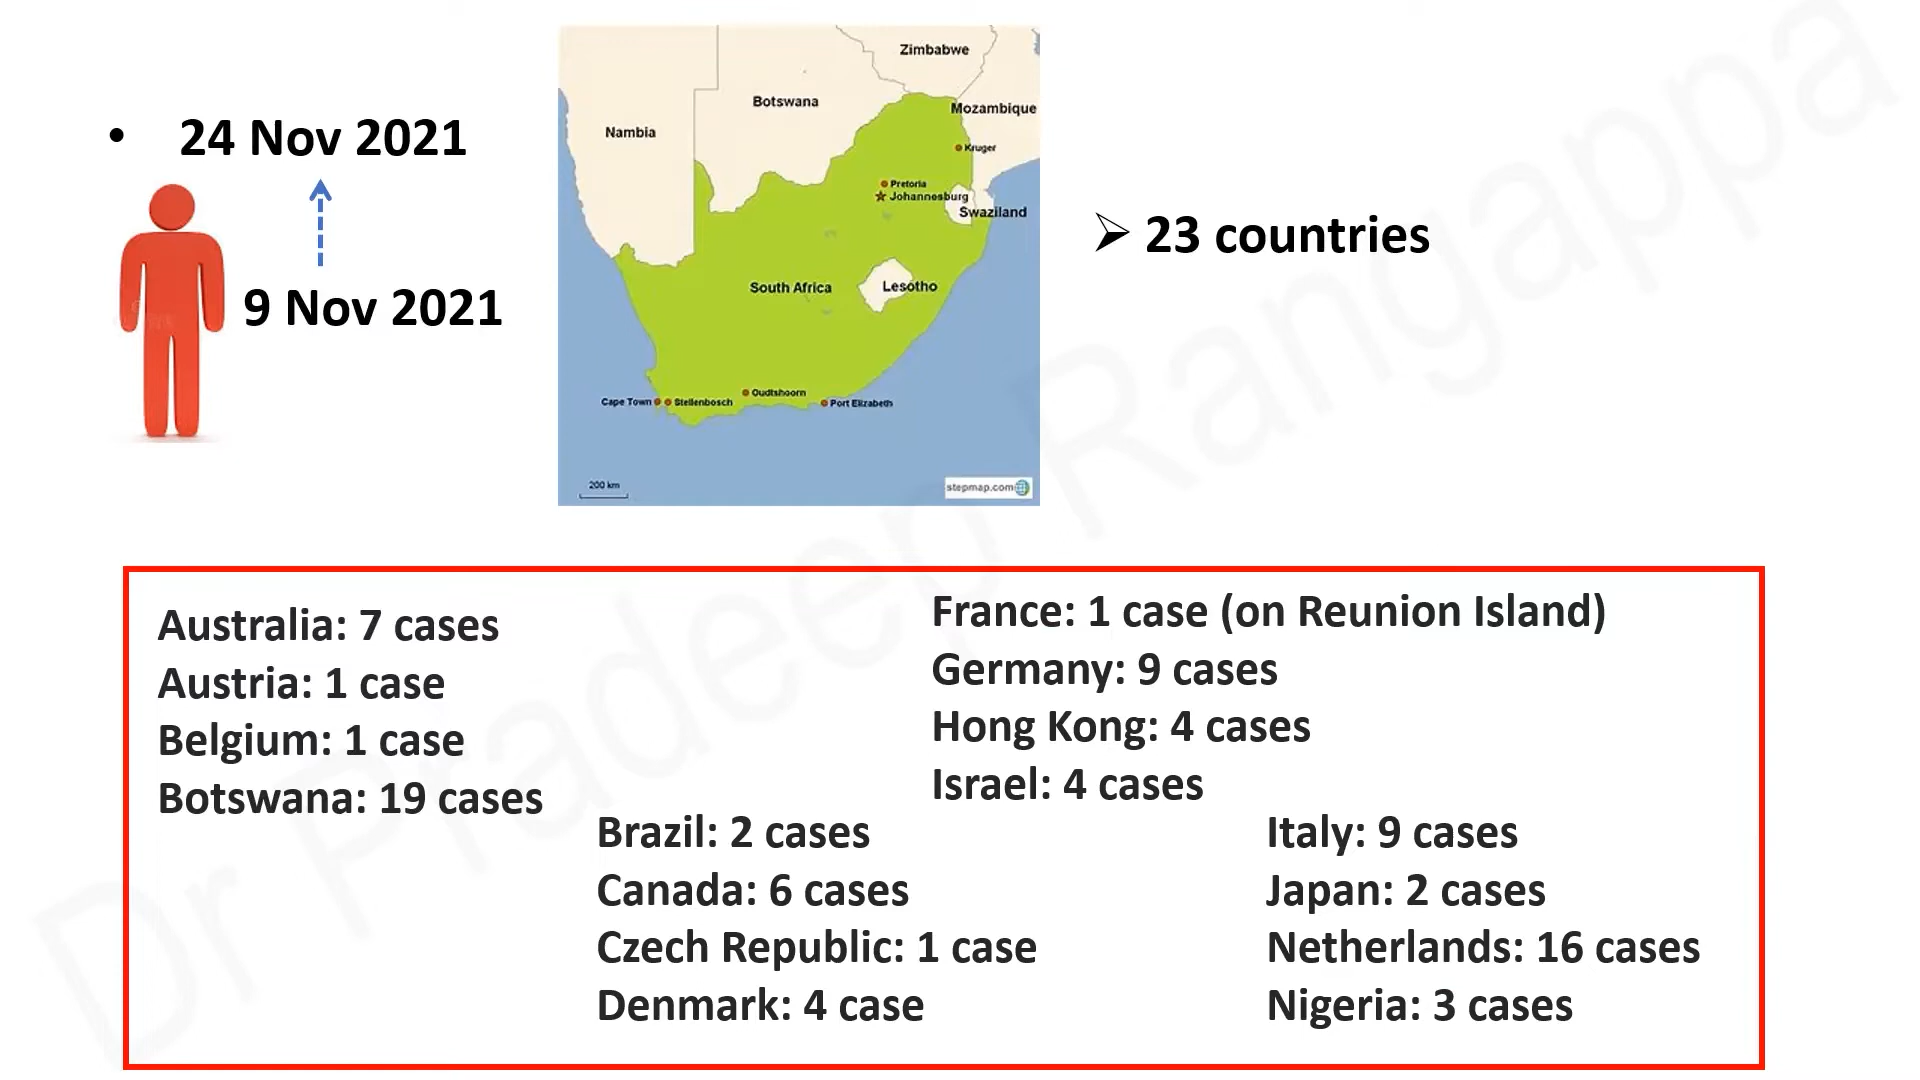 • 24 Nov 2021
9 Nov 2021
Zimbabwe
Botswana
Mozambique
Nambia
Kruger
Pretoria
Johannesburg
Swaziland
South Africa
Lesotho
Oudtshoorn
Cape Town
Stellenbosch
Port Elizabeth
200 km
stepmap.com
➢ 23 countries
Australia: 7 cases
Austria: 1 case
Belgium: 1 case
Botswana: 19 cases
Brazil: 2 cases
Canada: 6 cases
Czech Republic: 1 case
Denmark: 4 case
France: 1 case (on Reunion Island)
Germany: 9 cases
Hong Kong: 4 cases
Israel: 4 cases
Italy: 9 cases
Japan: 2 cases
Netherlands: 16 cases
Nigeria: 3 cases
Dr Pradeep Rangappa